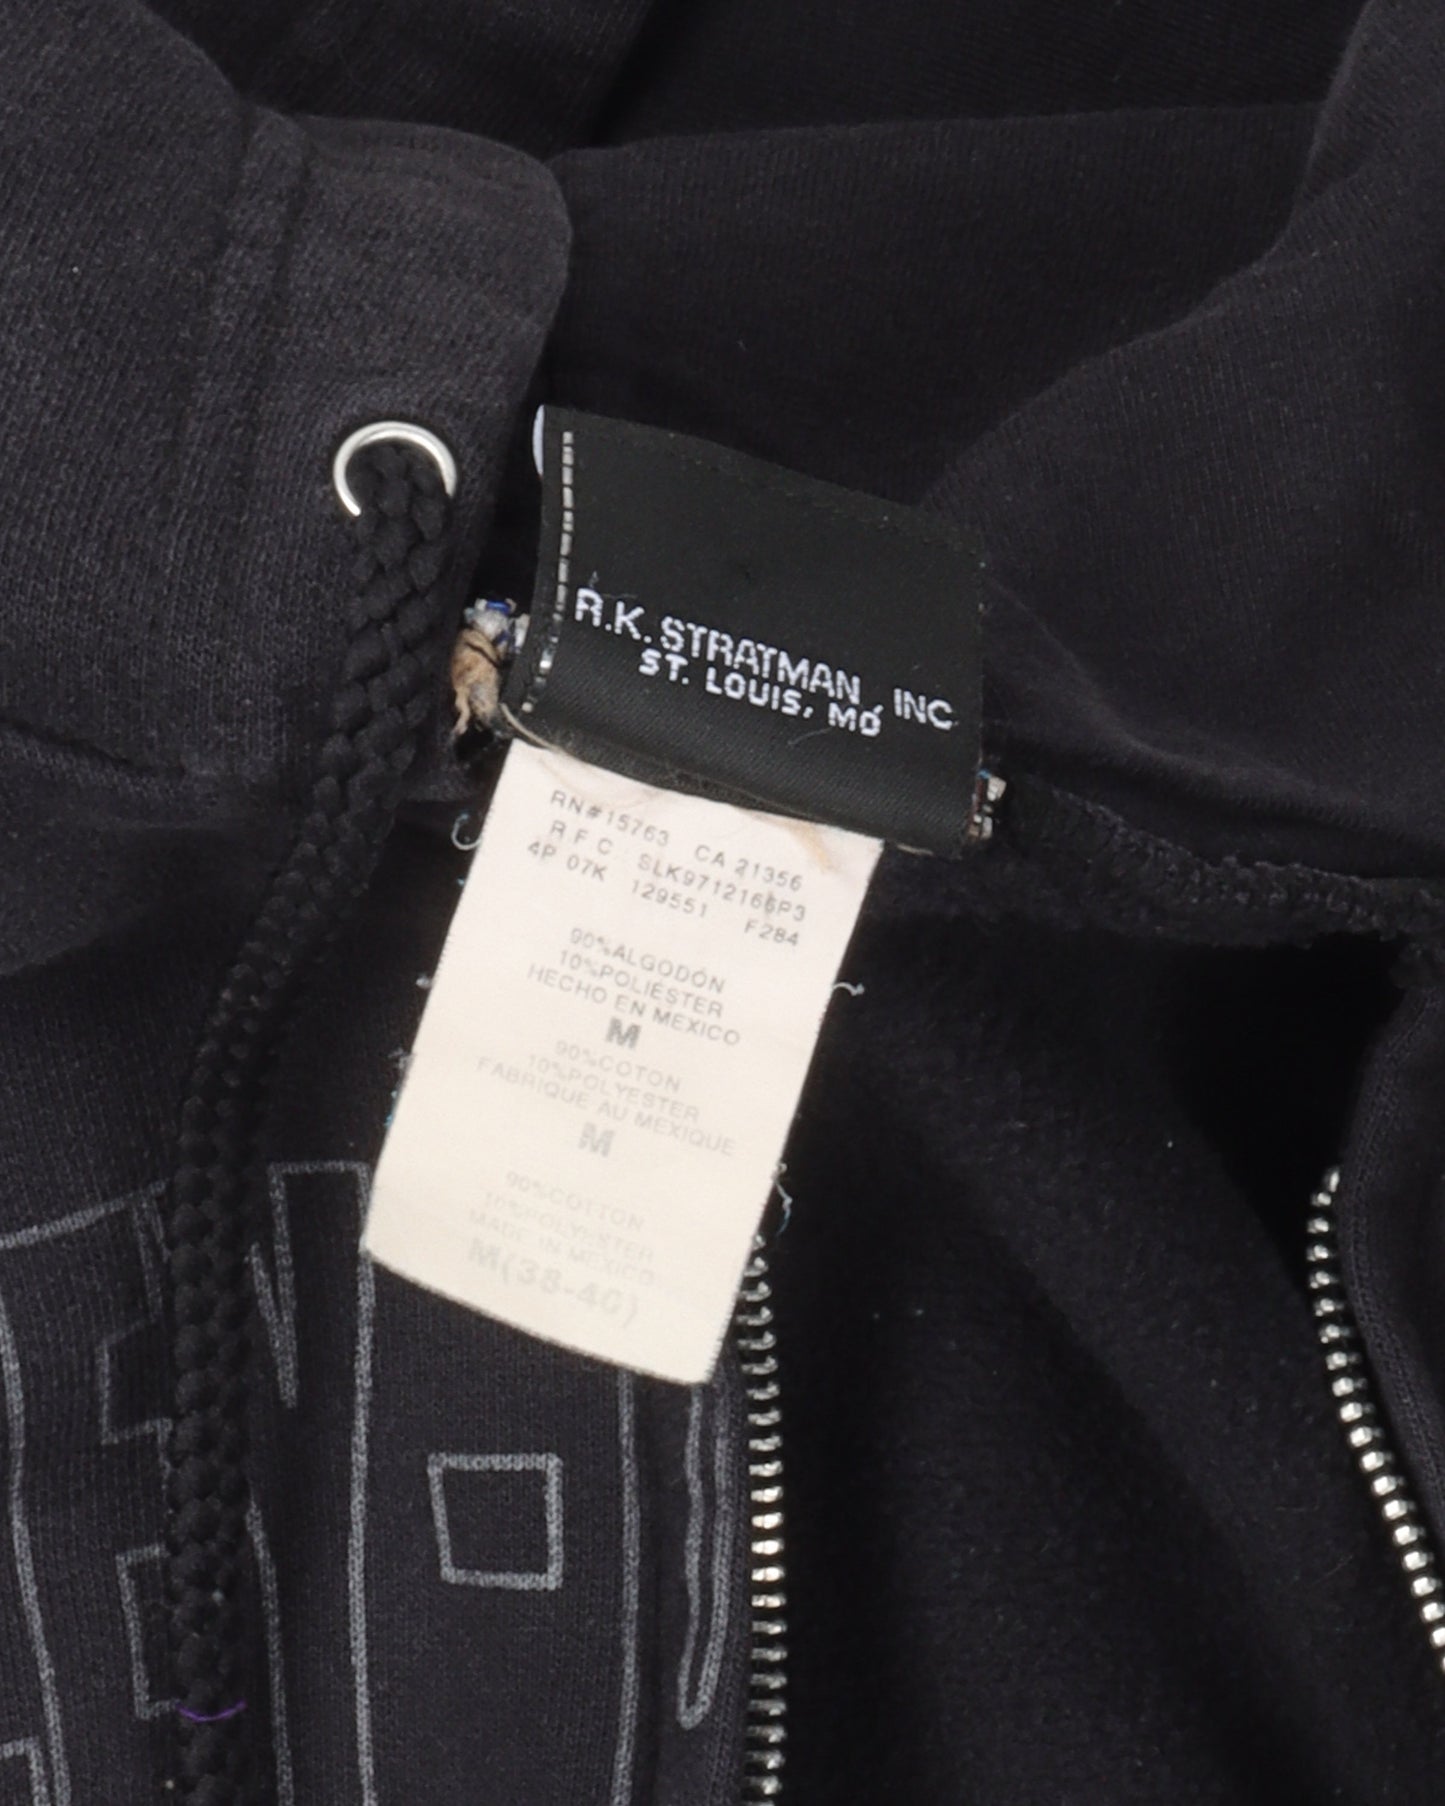 R.K. STRATMAN, INC
ST. LOUIS, MO
RN#15763 CA 21356
R F C SLK9712166P3
4P 07K 129551 F284
90%ALGODÓN
10%POLIÉSTER
HECHO EN MEXICO
M
90%COTON
10%POLYESTER
FABRIQUE AU MEXIQUE
M
90%COTTON
10%POLYESTER
MADE IN MEXICO
M(38-40)